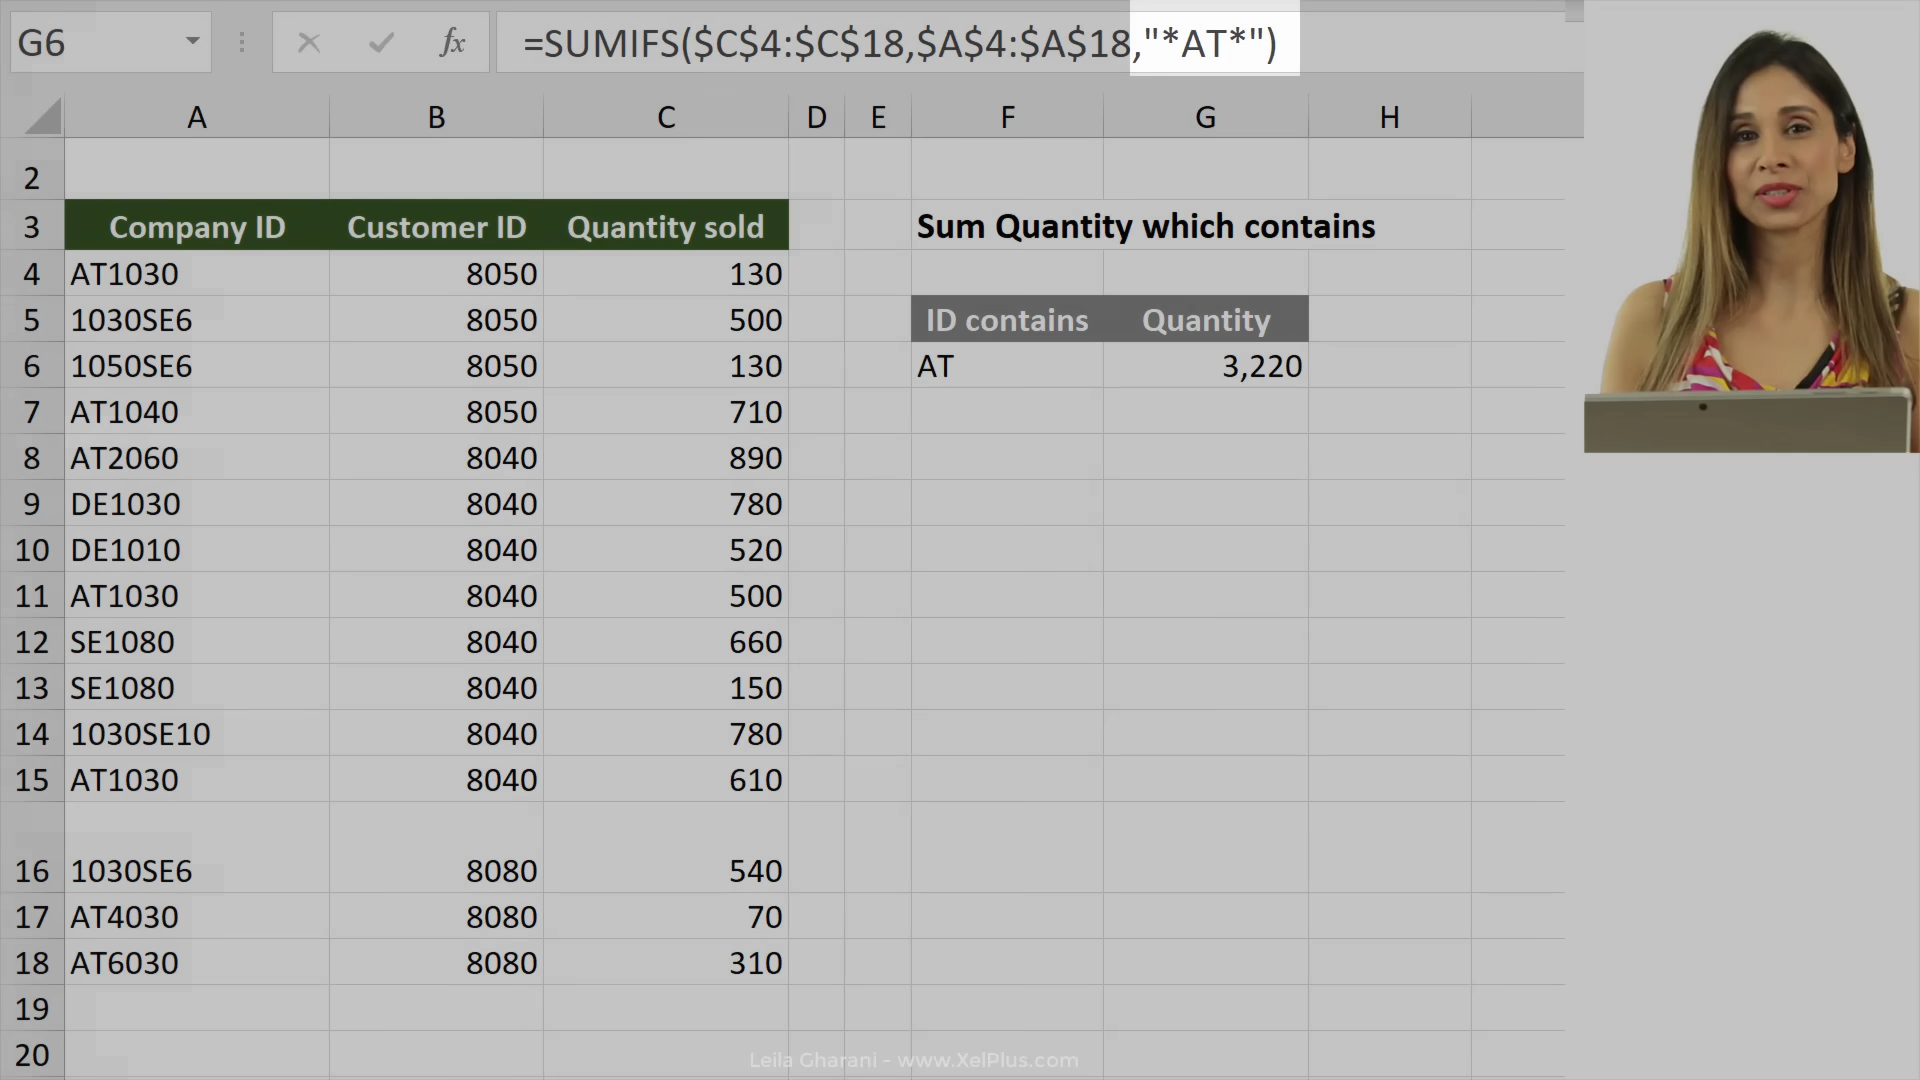 G6 fx =SUMIFS($C$4:$C$18,$A$4:$A$18,"*AT*")
A B C D E F G H
2
3 Company ID Customer ID Quantity sold Sum Quantity which contains
4 AT1030 8050 130
5 1030SE6 8050 500 ID contains Quantity
6 1050SE6 8050 130 AT 3,220
7 AT1040 8050 710
8 AT2060 8040 890
9 DE1030 8040 780
10 DE1010 8040 520
11 AT1030 8040 500
12 SE1080 8040 660
13 SE1080 8040 150
14 1030SE10 8040 780
15 AT1030 8040 610
16 1030SE6 8080 540
17 AT4030 8080 70
18 AT6030 8080 310
19
20
Leila Gharani - www.XelPlus.com